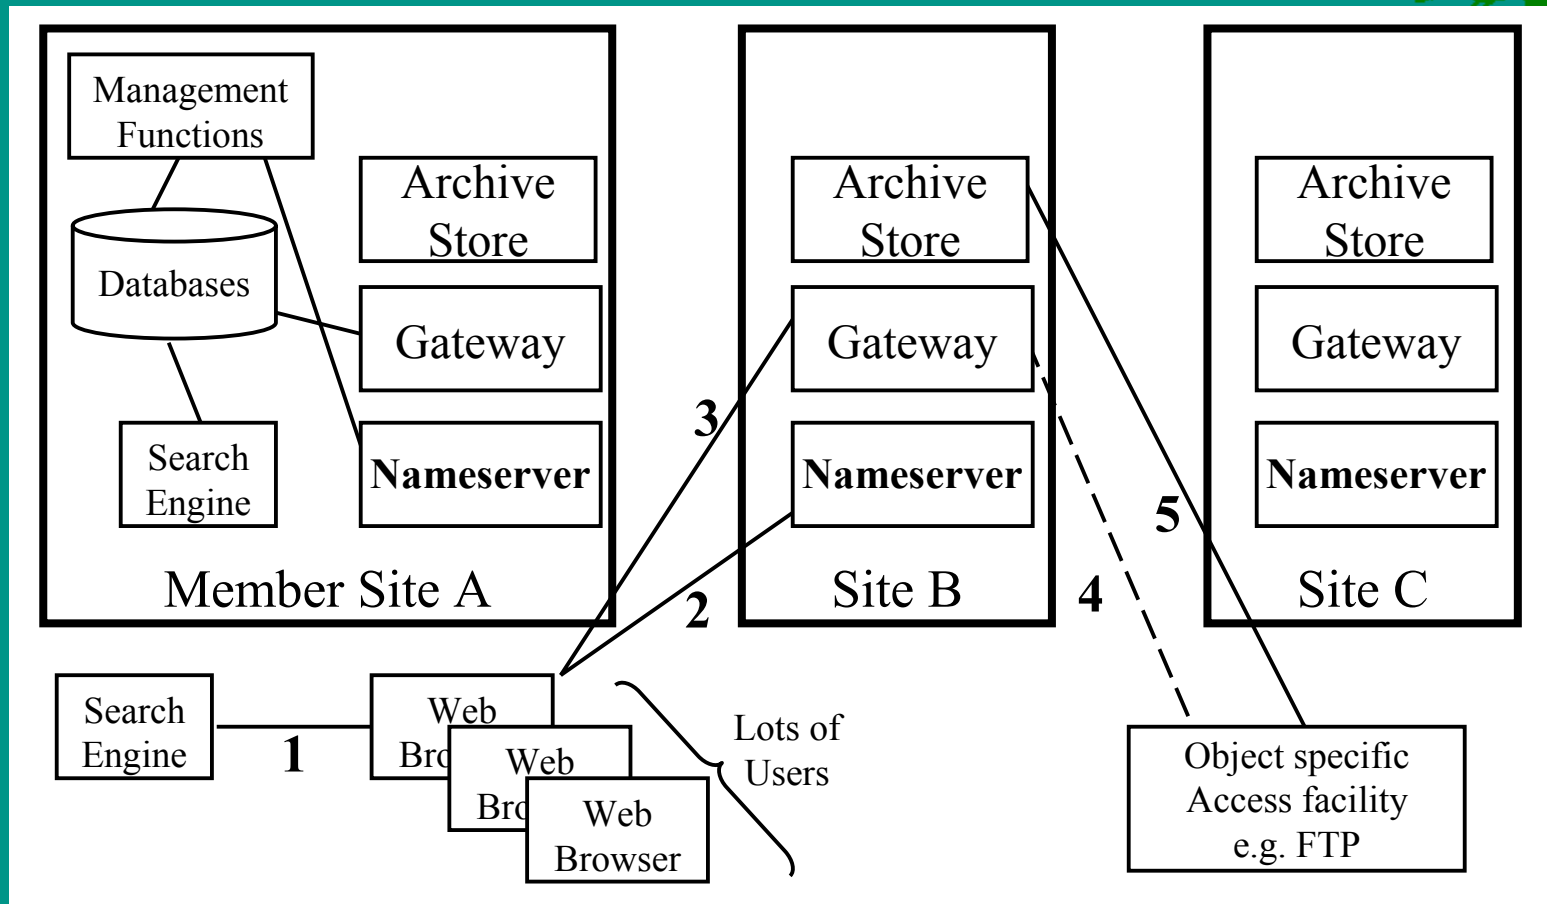 Management
Functions
Databases
Search
Engine
Archive
Store
Gateway
Nameserver
Member Site A
Archive
Store
Gateway
Nameserver
Site B
Archive
Store
Gateway
Nameserver
Site C
3
2
4
5
Search
Engine
1
Web
Bro
Web
Bro
Web
Browser
Lots of
Users
Object specific
Access facility
e.g. FTP